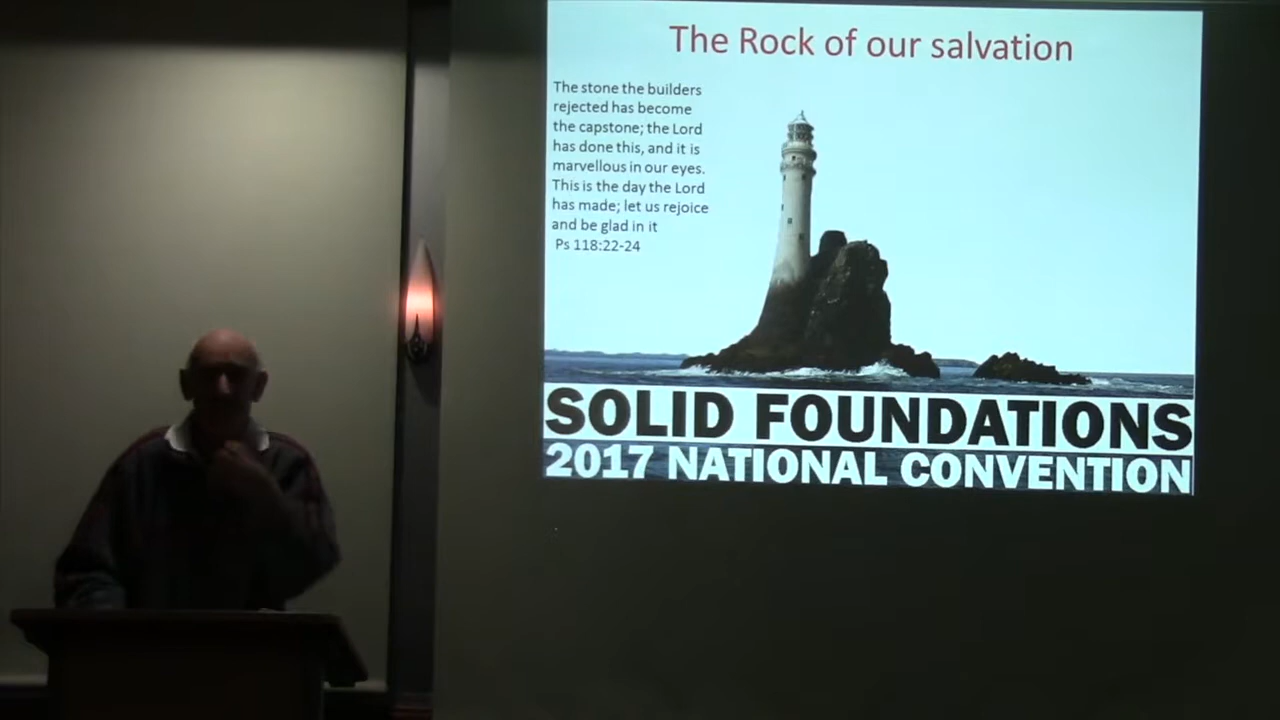 The Rock of our salvation
The stone the builders
rejected has become
the capstone; the Lord
has done this, and it is
marvellous in our eyes.
This is the day the Lord
has made; let us rejoice
and be glad in it
Ps 118:22-24
SOLID FOUNDATIONS
2017 NATIONAL CONVENTION